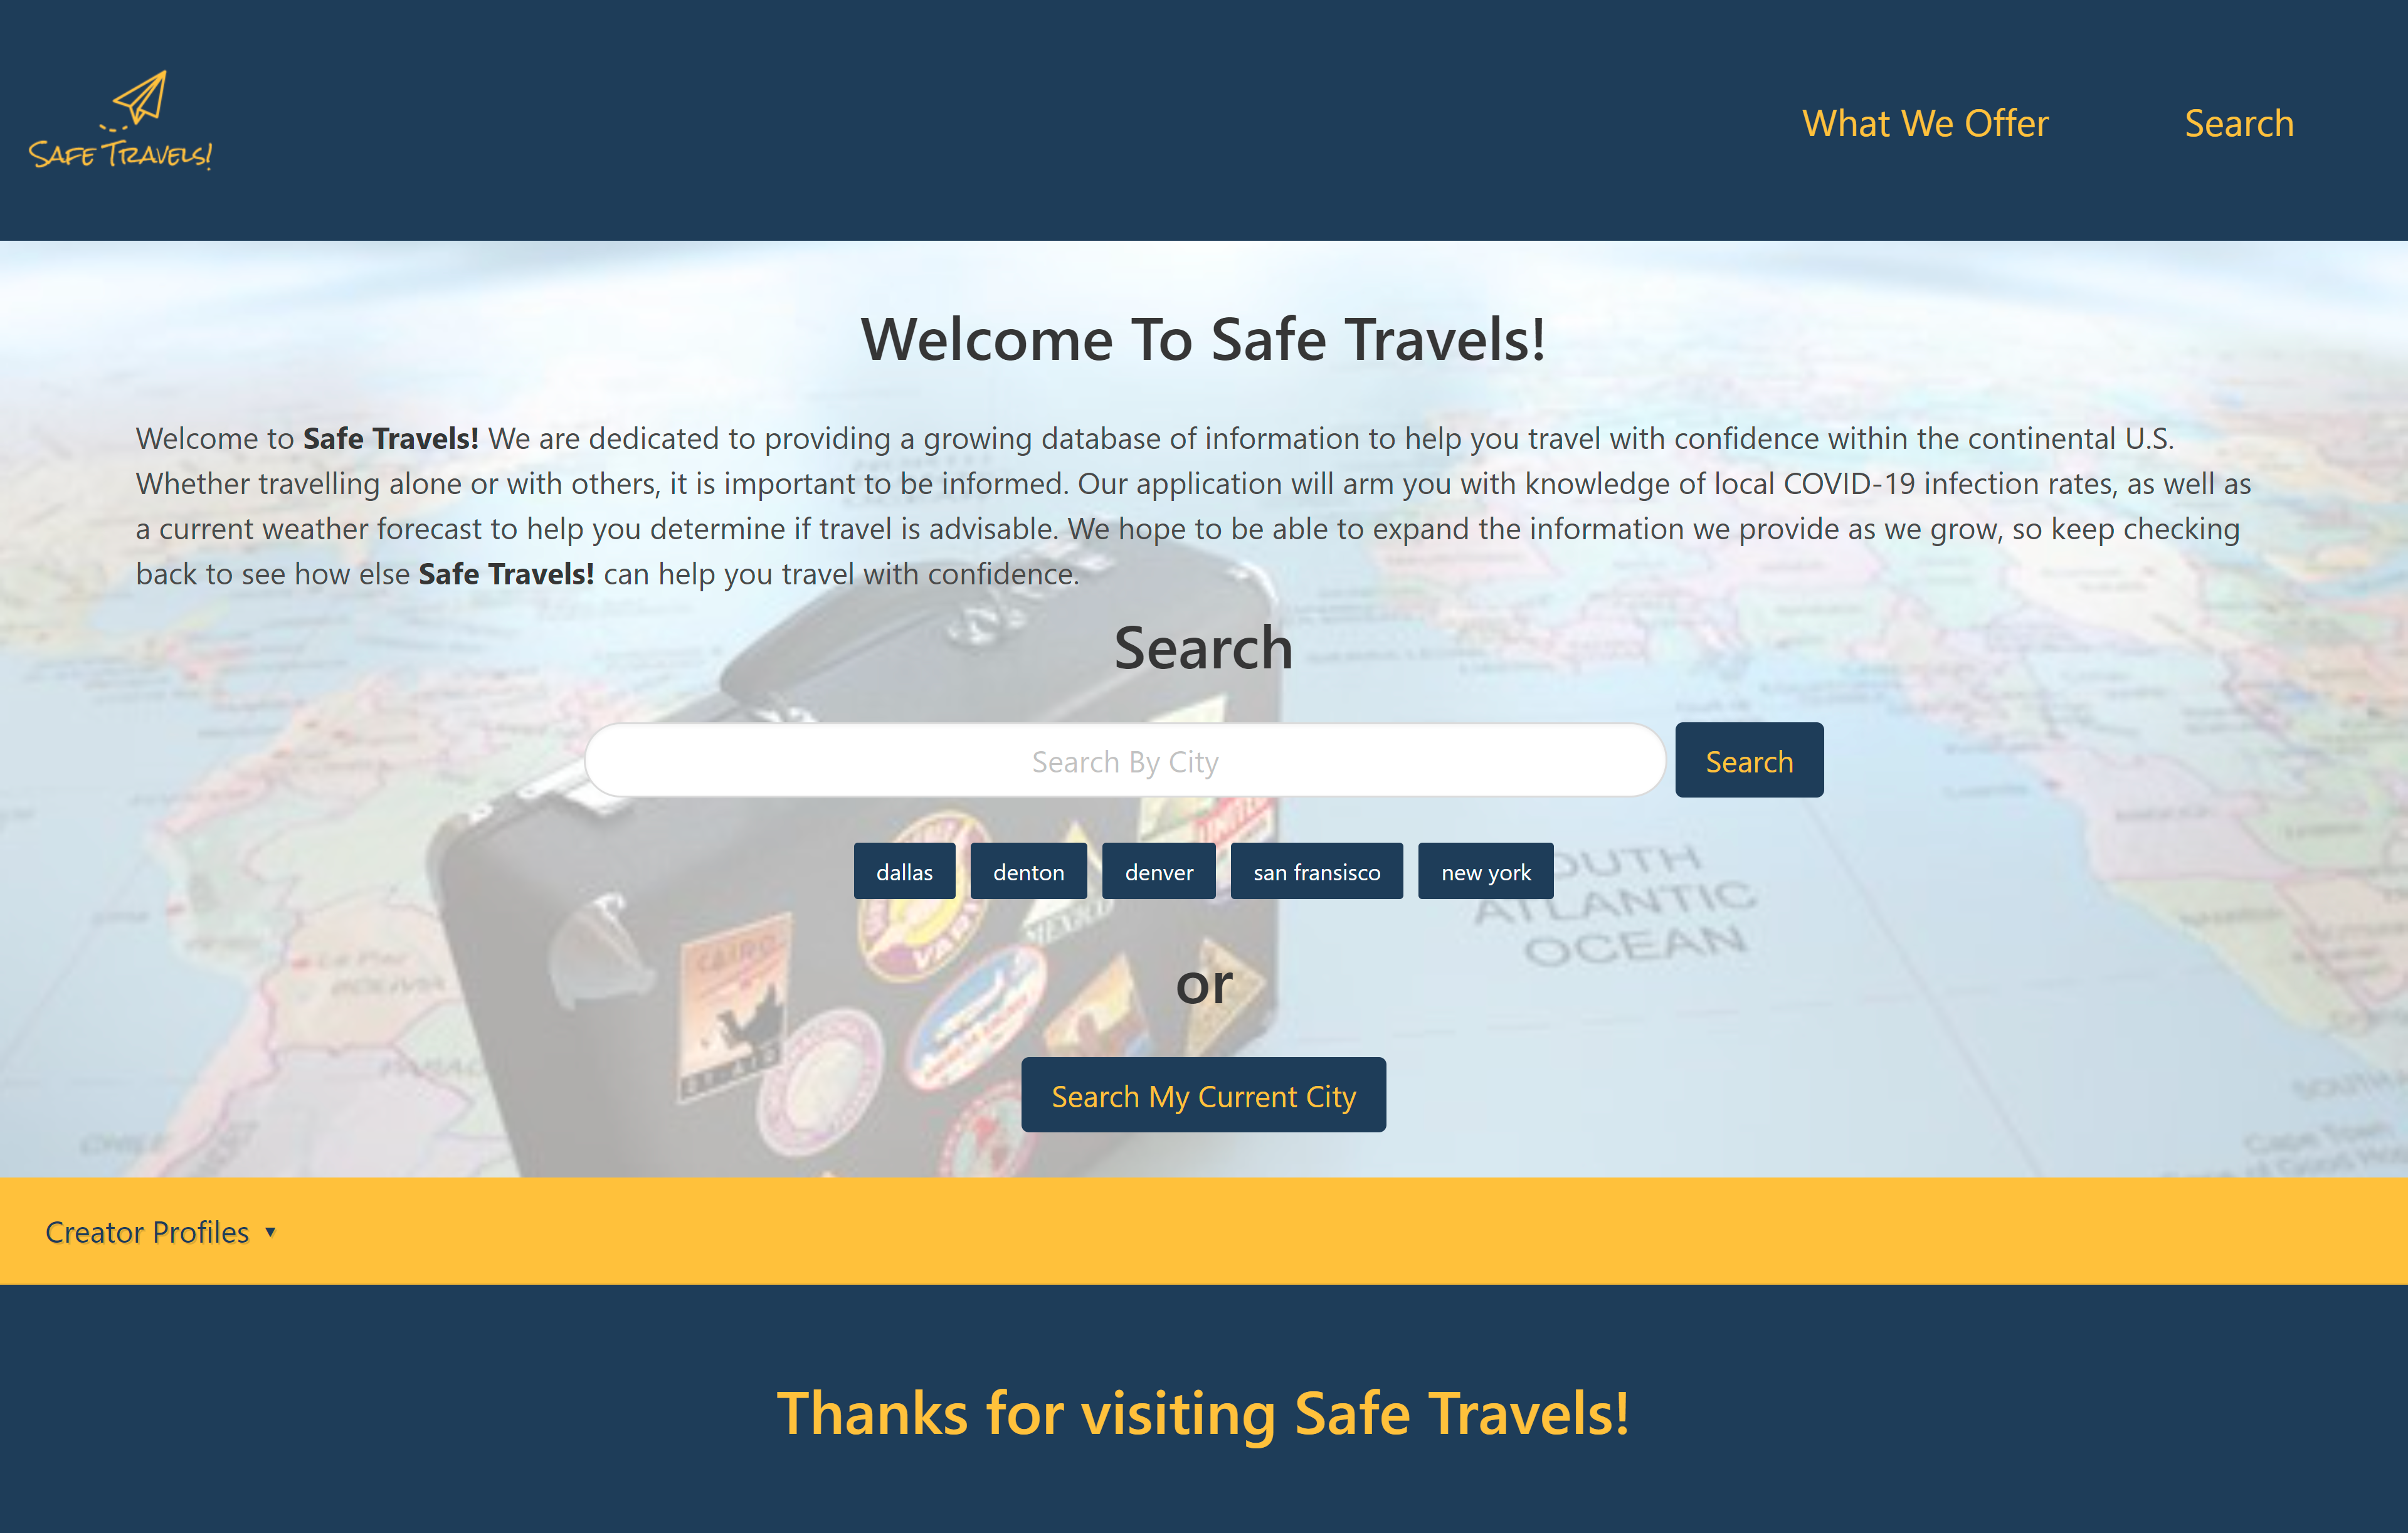 SAFE TRAVELS!
What We Offer
Search
Welcome To Safe Travels!
Welcome to Safe Travels! We are dedicated to providing a growing database of information to help you travel with confidence within the continental U.S.
Whether travelling alone or with others, it is important to be informed. Our application will arm you with knowledge of local COVID-19 infection rates, as well as
a current weather forecast to help you determine if travel is advisable. We hope to be able to expand the information we provide as we grow, so keep checking
back to see how else Safe Travels! can help you travel with confidence.
Search
Search By City
Search
dallas
denton
denver
san fransisco
new york
ATLANTIC
OCEAN
CAIRO
BOLIVIA
or
Search My Current City
CHILE
Cape Town
Creator Profiles ▼
Thanks for visiting Safe Travels!